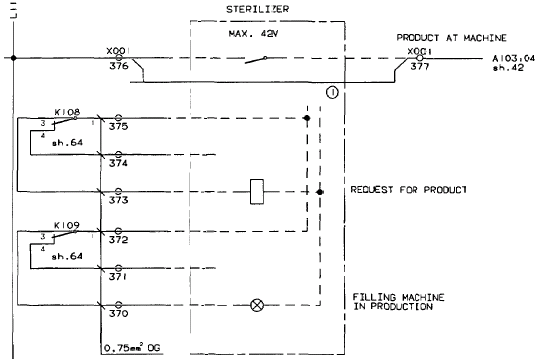 STERILIZER
MAX. 42V
PRODUCT AT MACHINE
X001
376
X001
377
A103:04
sh.42
1
K108
3
1
4
sh.64
375
374
373
REQUEST FOR PRODUCT
K109
3
1
4
sh.64
372
371
370
FILLING MACHINE
IN PRODUCTION
0.75mm² OG